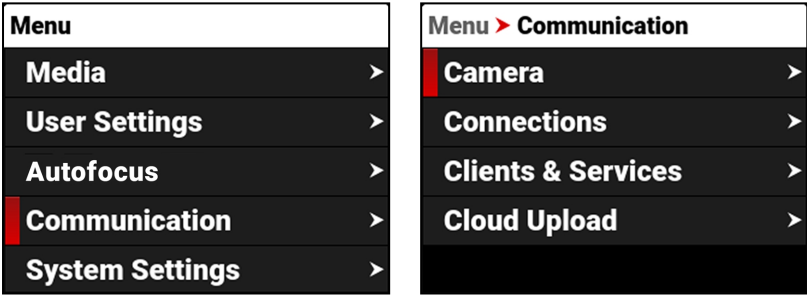 Menu
Media
User Settings
Autofocus
Communication
System Settings
Menu ➤ Communication
Camera
Connections
Clients & Services
Cloud Upload